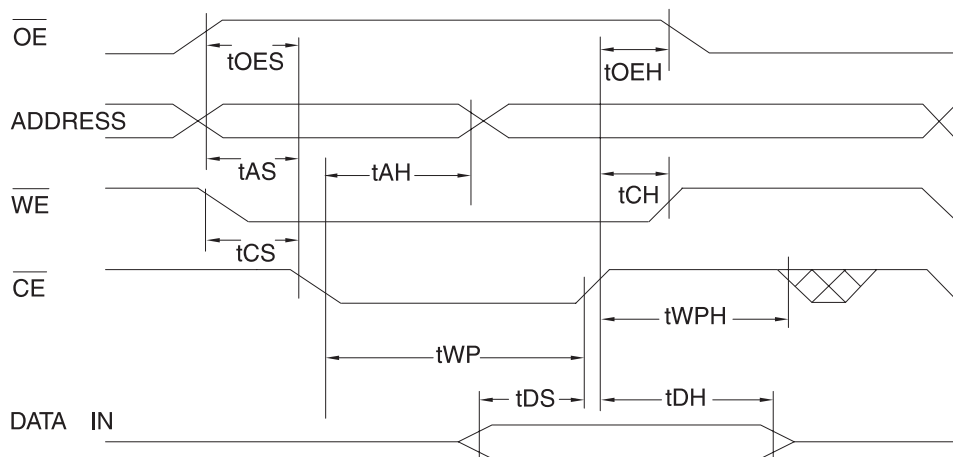 OE
tOES
tOEH
ADDRESS
tAS
tAH
tCH
WE
tCS
CE
tWPH
tWP
tDS
tDH
DATA IN